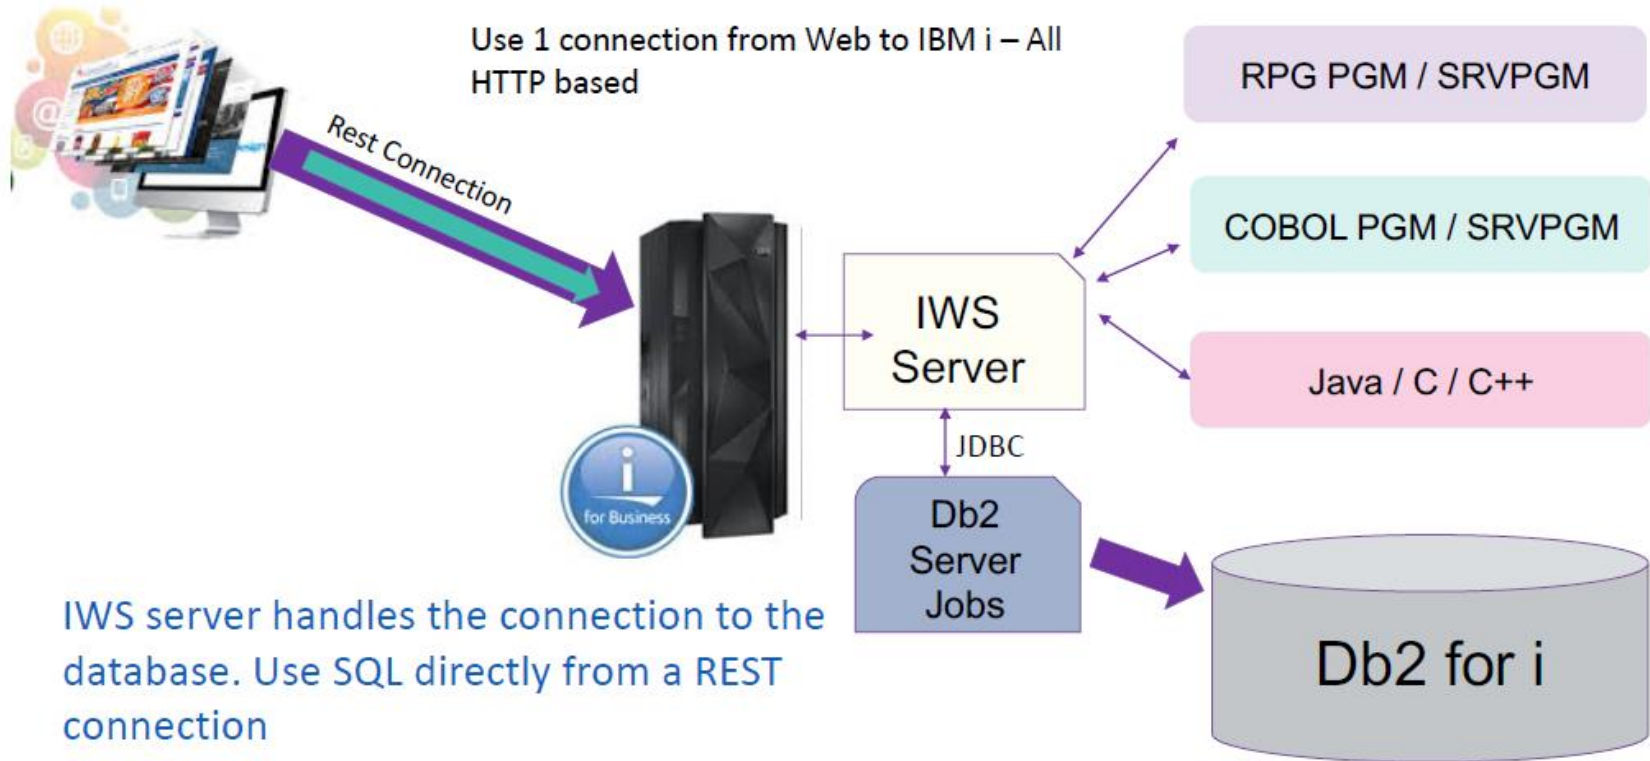 Use 1 connection from Web to IBM i – All
HTTP based
Rest Connection
RPG PGM / SRVPGM
COBOL PGM / SRVPGM
Java / C / C++
IWS
Server
JDBC
Db2
Server
Jobs
Db2 for i
i
for Business
IWS server handles the connection to the
database. Use SQL directly from a REST
connection